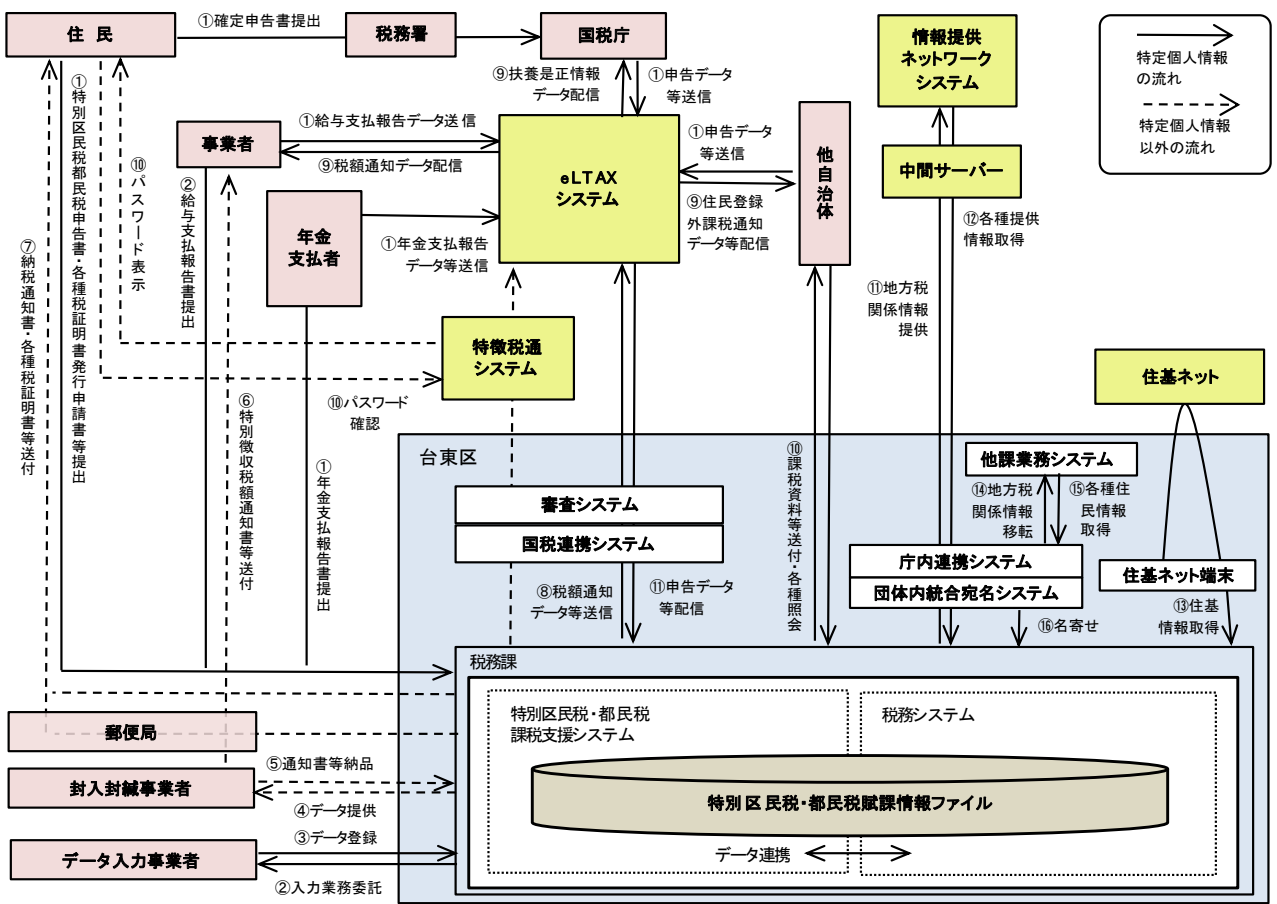 住 民
①確定申告書提出
税務署
国税庁
情報提供
ネットワーク
システム
特定個人情報
の流れ
特定個人情報
以外の流れ
⑨扶養是正情報
データ配信
①申告データ
等送信
事業者
①給与支払報告データ送信
⑨税額通知データ配信
eLTAX
システム
①申告データ
等送信
⑨住民登録
外課税通知
データ等配信
他自治体
中間サーバー
⑫各種提供
情報取得
⑪地方税
関係情報
提供
①特別区民税都民税申告書・各種税証明書発行申請書等提出
⑩パスワード表示
②給与支払報告書提出
⑦納税通知書・各種税証明書等送付
年金
支払者
①年金支払報告
データ等送信
特徴税通
システム
⑩パスワード
確認
⑥特別徴収税額通知書等送付
①年金支払報告書提出
住基ネット
台東区
審査システム
国税連携システム
⑧税額通知
データ等送信
⑪申告データ
等配信
⑩課税資料等送付・各種照会
他課業務システム
⑭地方税
関係情報
移転
⑮各種住
民情報
取得
庁内連携システム
団体内統合宛名システム
⑯名寄せ
住基ネット端末
⑬住基
情報取得
税務課
特別区民税・都民税
課税支援システム
税務システム
特別区民税・都民税賦課情報ファイル
データ連携
郵便局
封入封緘事業者
⑤通知書等納品
④データ提供
③データ登録
データ入力事業者
②入力業務委託